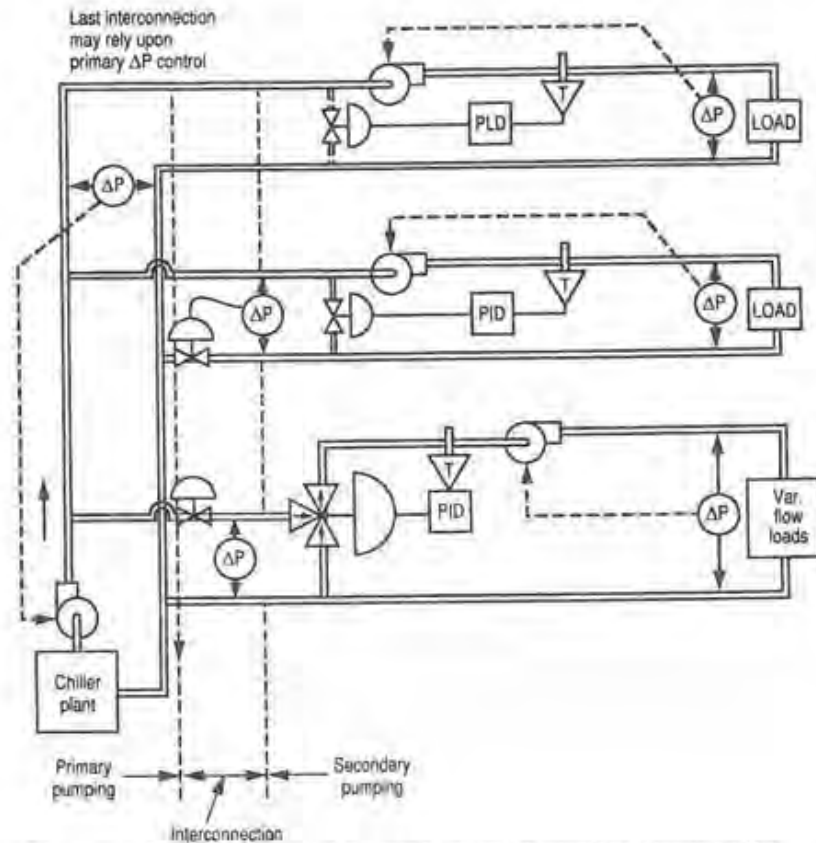 Last interconnection
may rely upon
primary ΔP control
T
PLD
ΔP
LOAD
ΔP
T
ΔP
PID
ΔP
LOAD
T
PID
ΔP
ΔP
Var.
flow
loads
Chiller
plant
Primary
pumping
Secondary
pumping
Interconnection